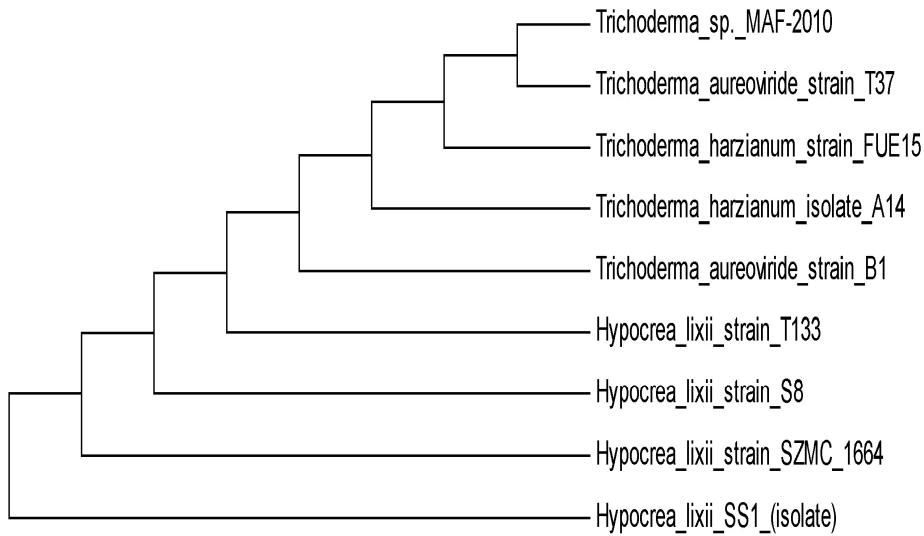 Trichoderma_sp._MAF-2010
Trichoderma_aureoviride_strain_T37
Trichoderma_harzianum_strain_FUE15
Trichoderma_harzianum_isolate_A14
Trichoderma_aureoviride_strain_B1
Hypocrea_lixii_strain_T133
Hypocrea_lixii_strain_S8
Hypocrea_lixii_strain_SZMC_1664
Hypocrea_lixii_SS1_(isolate)